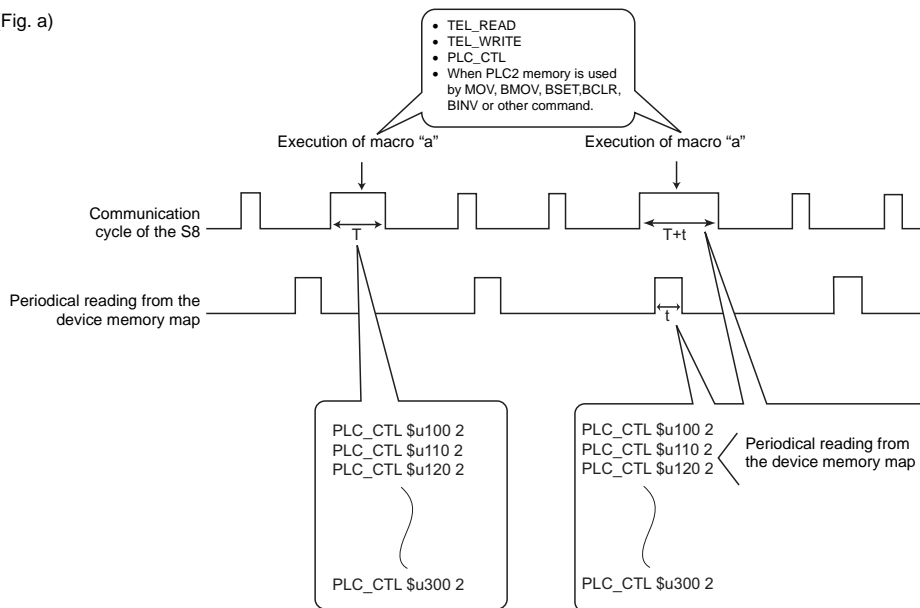 (Fig. a)
• TEL_READ
• TEL_WRITE
• PLC_CTL
• When PLC2 memory is used
by MOV, BMOV, BSET,BCLR,
BINV or other command.
Execution of macro “a”
Execution of macro “a”
Communication
cycle of the S8
T
T+t
Periodical reading from the
device memory map
t
PLC_CTL $u100 2
PLC_CTL $u110 2
PLC_CTL $u120 2
PLC_CTL $u300 2
PLC_CTL $u100 2
PLC_CTL $u110 2
PLC_CTL $u120 2
PLC_CTL $u300 2
Periodical reading from
the device memory map